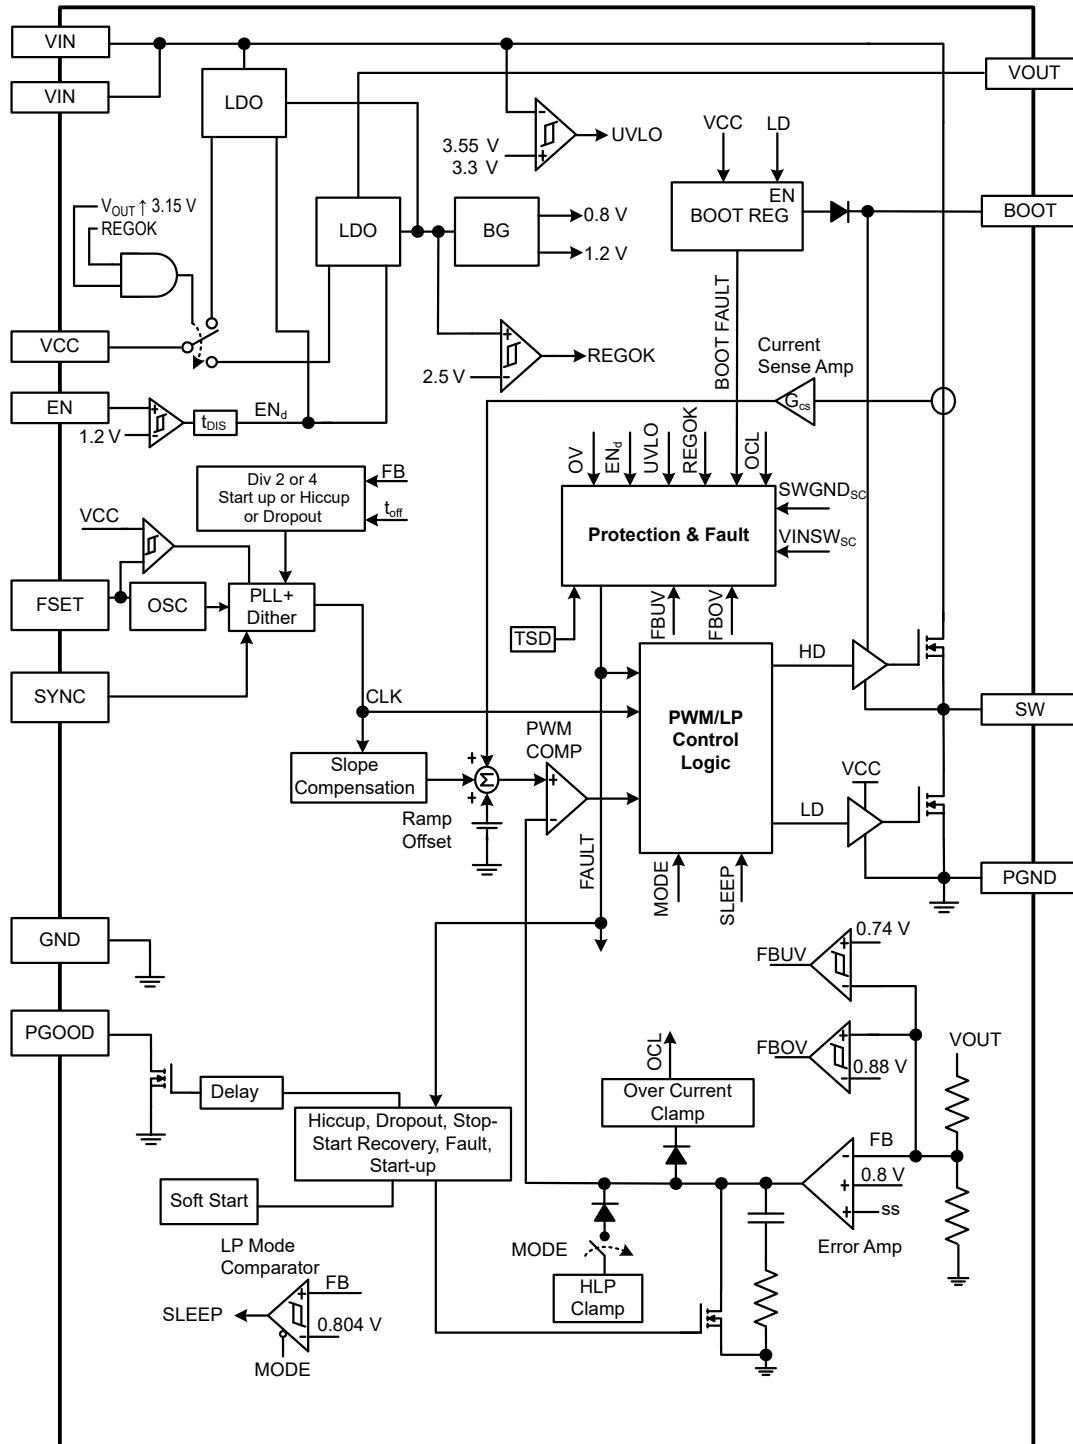 VIN
VIN
LDO
VOUT
3.55 V
3.3 V
UVLO
VCC
LD
EN
BOOT REG
BOOT
V_OUT ↑ 3.15 V
REGOK
LDO
BG
0.8 V
1.2 V
BOOT FAULT
VCC
2.5 V
REGOK
Current
Sense Amp
G_cs
EN
1.2 V
t_DIS
EN_d
Div 2 or 4
Start up or Hiccup
or Dropout
FB
t_off
OV
EN_d
UVLO
REGOK
OCL
SWGND_SC
VINSW_SC
Protection & Fault
VCC
FSET
OSC
PLL+
Dither
TSD
FBUV
FBOV
HD
SYNC
CLK
SW
PWM
COMP
PWM/LP
Control
Logic
Slope
Compensation
+
Σ
+
Ramp
Offset
VCC
LD
FAULT
MODE
SLEEP
PGND
GND
FBUV
0.74 V
PGOOD
FBOV
0.88 V
VOUT
OCL
Delay
Over Current
Clamp
Hiccup, Dropout, Stop-
Start Recovery, Fault,
Start-up
FB
0.8 V
ss
Error Amp
Soft Start
MODE
HLP
Clamp
LP Mode
Comparator
FB
SLEEP
0.804 V
MODE